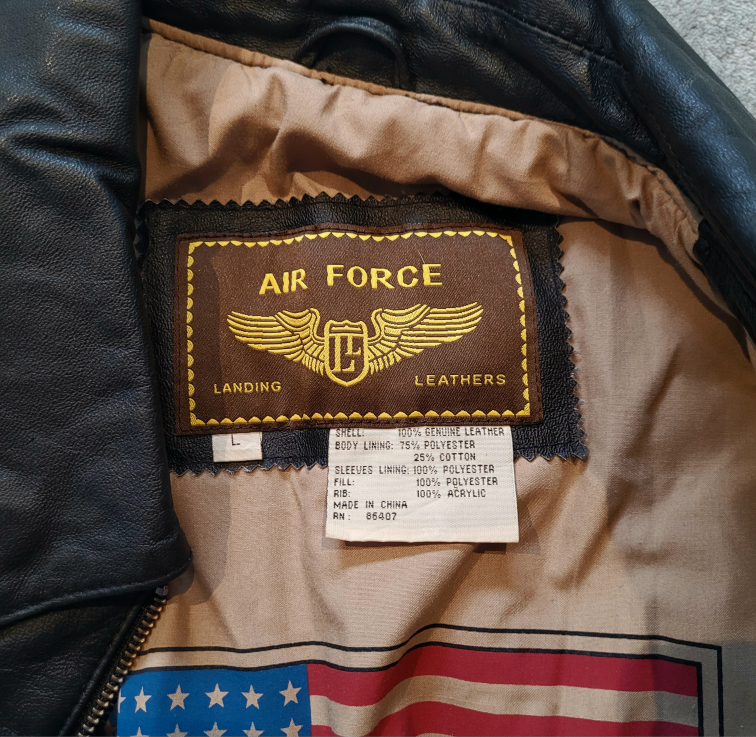 AIR FORCE
LL
LANDING LEATHERS
L
SHELL: 100% GENUINE LEATHER
BODY LINING: 75% POLYESTER
25% COTTON
SLEEVES LINING: 100% POLYESTER
FILL: 100% POLYESTER
RIB: 100% ACRYLIC
MADE IN CHINA
RN: 86407